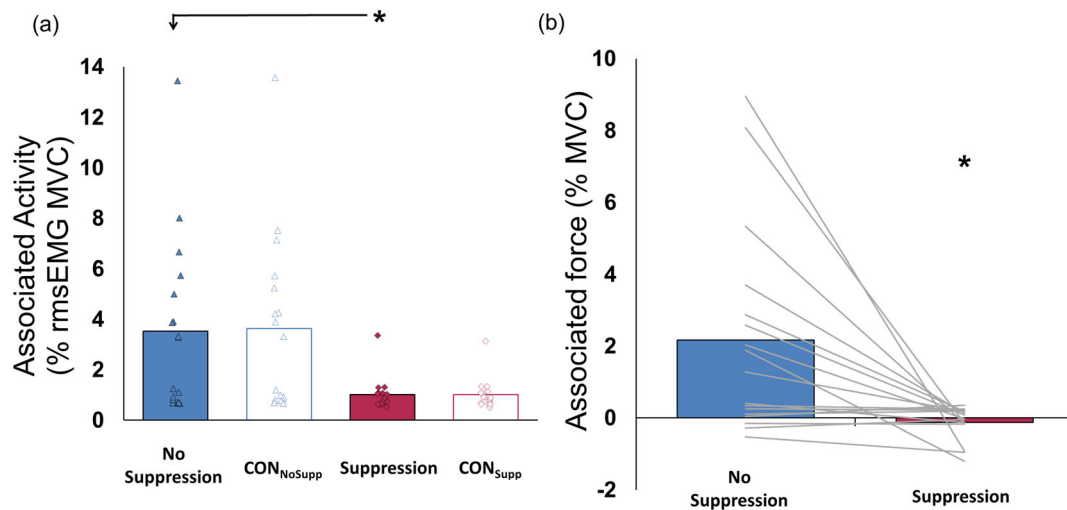 (a)
*
Associated Activity
(% rmsEMG MVC)
14
12
10
8
6
4
2
0
No
Suppression
CONNoSupp
Suppression
CONSupp
(b)
*
Associated force (% MVC)
10
8
6
4
2
0
-2
No
Suppression
Suppression